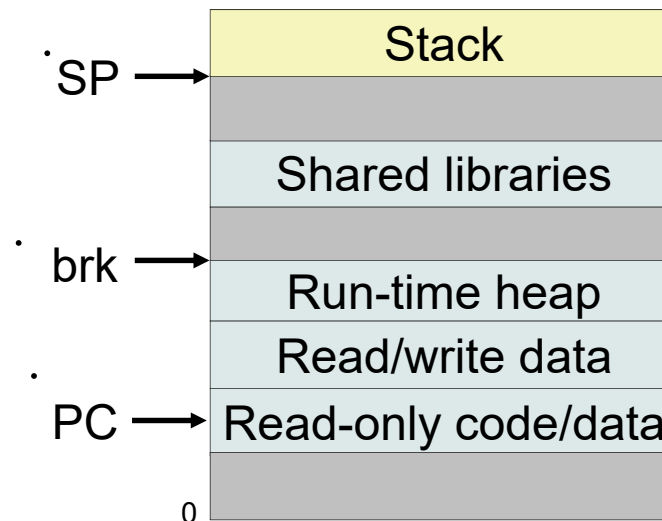 Stack
SP
Shared libraries
brk
Run-time heap
Read/write data
PC
Read-only code/data
0